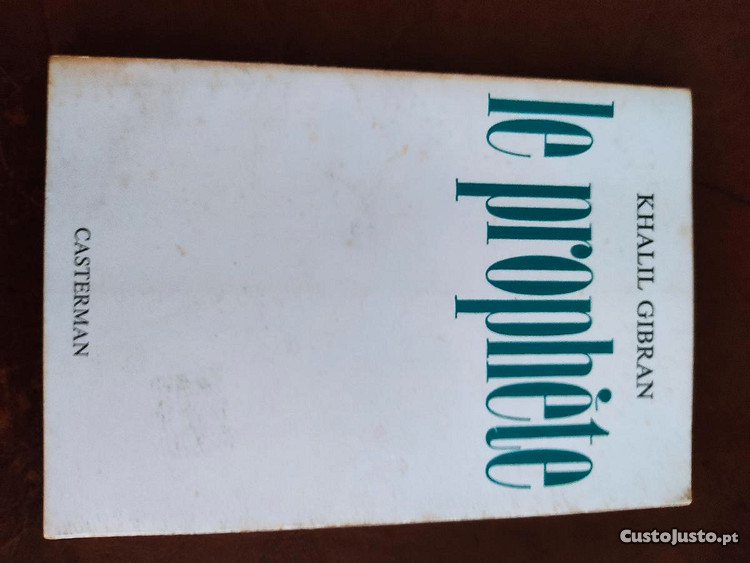 KHALIL GIBRAN
le prophète
CASTERMAN
CustoJusto.pt